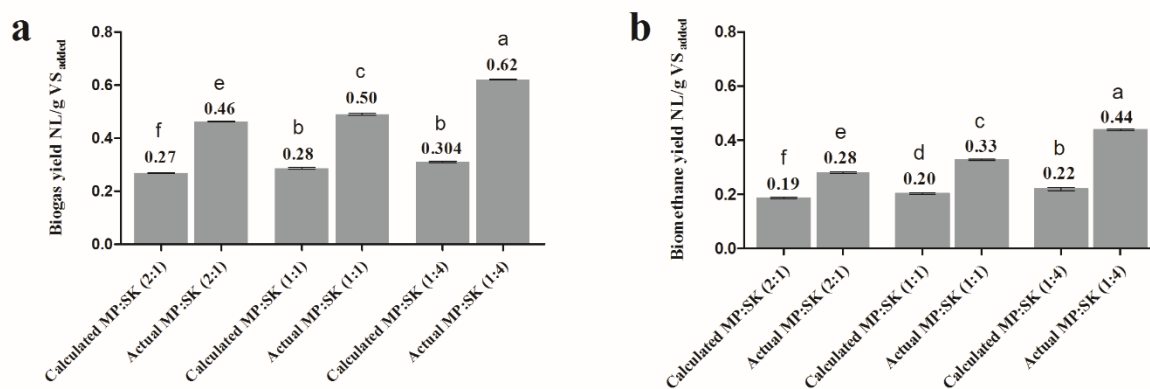 a
Biogas yield NL/g VS added
0.8
0.6
0.4
0.2
0.0
f
0.27
e
0.46
b
0.28
c
0.50
b
0.304
a
0.62
Calculated MP:SK (2:1)
Actual MP:SK (2:1)
Calculated MP:SK (1:1)
Actual MP:SK (1:1)
Calculated MP:SK (1:4)
Actual MP:SK (1:4)
b
Biomethane yield NL/g VS added
0.8
0.6
0.4
0.2
0.0
f
0.19
e
0.28
d
0.20
c
0.33
b
0.22
a
0.44
Calculated MP:SK (2:1)
Actual MP:SK (2:1)
Calculated MP:SK (1:1)
Actual MP:SK (1:1)
Calculated MP:SK (1:4)
Actual MP:SK (1:4)